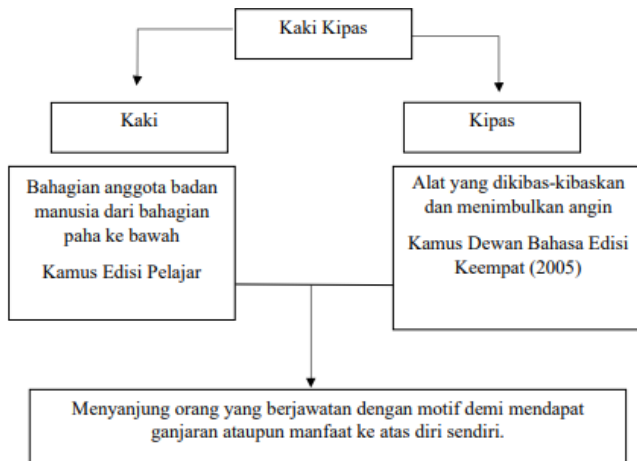 Kaki Kipas
Kaki
Kipas
Bahagian anggota badan
manusia dari bahagian
paha ke bawah
Kamus Edisi Pelajar
Alat yang dikibas-kibaskan
dan menimbulkan angin
Kamus Dewan Bahasa Edisi
Keempat (2005)
Menyanjung orang yang berjawatan dengan motif demi mendapat
ganjaran ataupun manfaat ke atas diri sendiri.